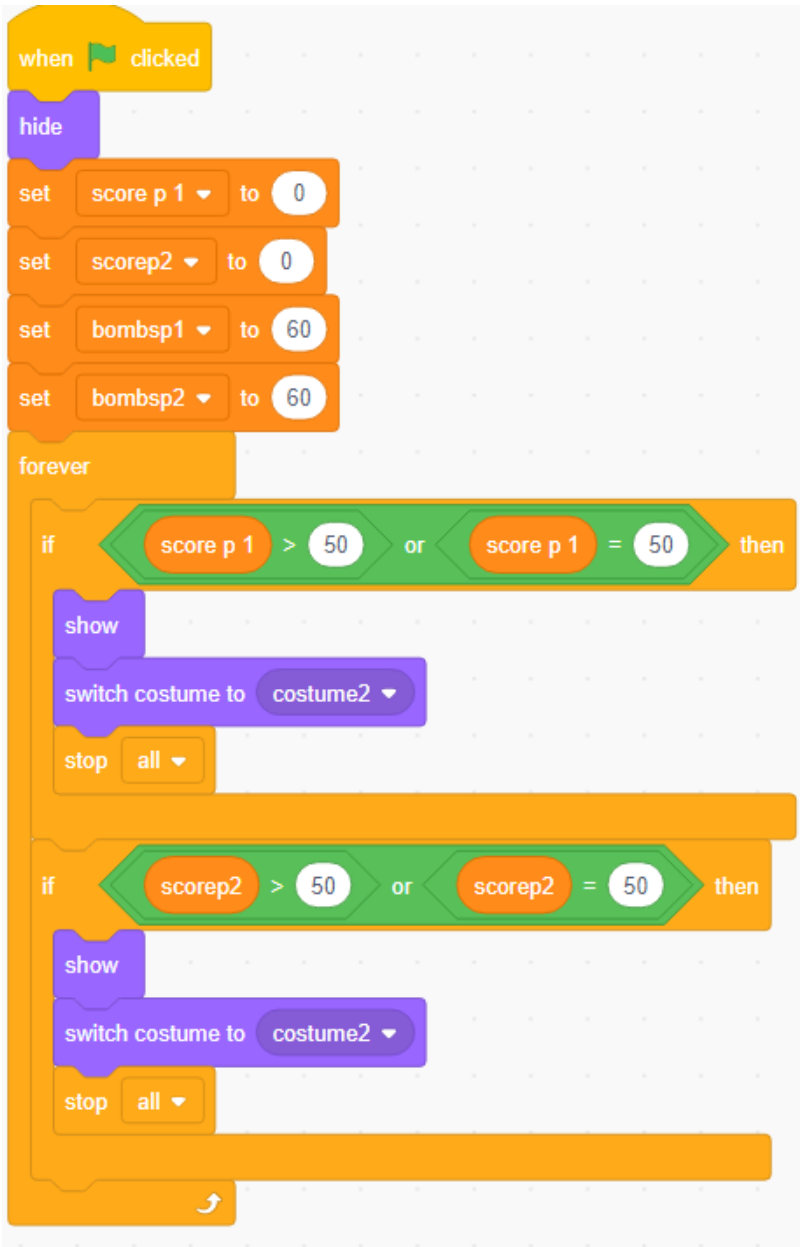 when clicked
hide
set score p 1 to 0
set scorep2 to 0
set bombsp1 to 60
set bombsp2 to 60
forever
if score p 1 > 50 or score p 1 = 50 then
show
switch costume to costume2
stop all
if scorep2 > 50 or scorep2 = 50 then
show
switch costume to costume2
stop all